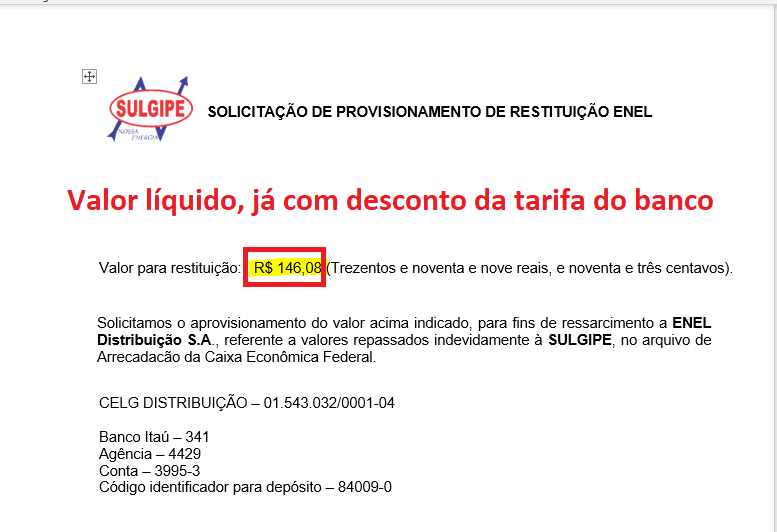 SULGIPE
NOSSA
ENERGIA
SOLICITAÇÃO DE PROVISIONAMENTO DE RESTITUIÇÃO ENEL
Valor líquido, já com desconto da tarifa do banco
Valor para restituição: R$ 146,08 (Trezentos e noventa e nove reais, e noventa e três centavos).
Solicitamos o aprovisionamento do valor acima indicado, para fins de ressarcimento a ENEL
Distribuição S.A., referente a valores repassados indevidamente à SULGIPE, no arquivo de
Arrecadacão da Caixa Econômica Federal.
CELG DISTRIBUIÇÃO – 01.543.032/0001-04
Banco Itaú – 341
Agência – 4429
Conta – 3995-3
Código identificador para depósito – 84009-0